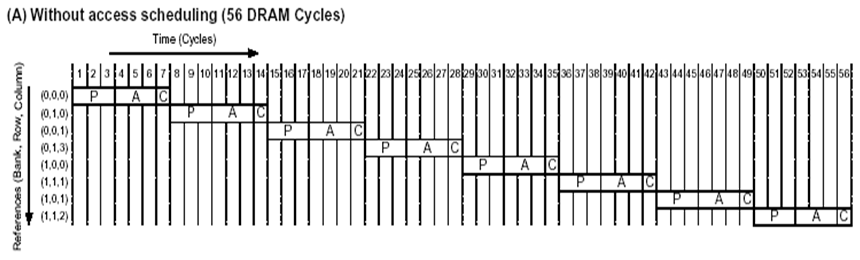 (A) Without access scheduling (56 DRAM Cycles)
Time (Cycles)
1 2 3 4 5 6 7 8 9 10 11 12 13 14 15 16 17 18 19 20 21 22 23 24 25 26 27 28 29 30 31 32 33 34 35 36 37 38 39 40 41 42 43 44 45 46 47 48 49 50 51 52 53 54 55 56
References (Bank, Row, Column)
(0,0,0) P A C
(0,1,0) P A C
(0,0,1) P A C
(0,1,3) P A C
(1,0,0) P A C
(1,1,1) P A C
(1,0,1) P A C
(1,1,2) P A C